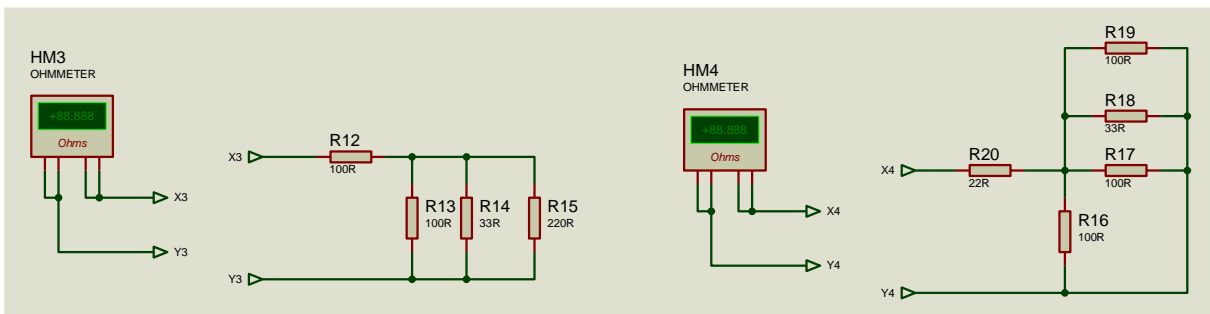 HM3
OHMMETER
+88.888
Ohms
X3
Y3
X3
R12
100R
R13
100R
R14
33R
R15
220R
Y3
HM4
OHMMETER
+88.888
Ohms
X4
Y4
X4
R20
22R
R19
100R
R18
33R
R17
100R
R16
100R
Y4